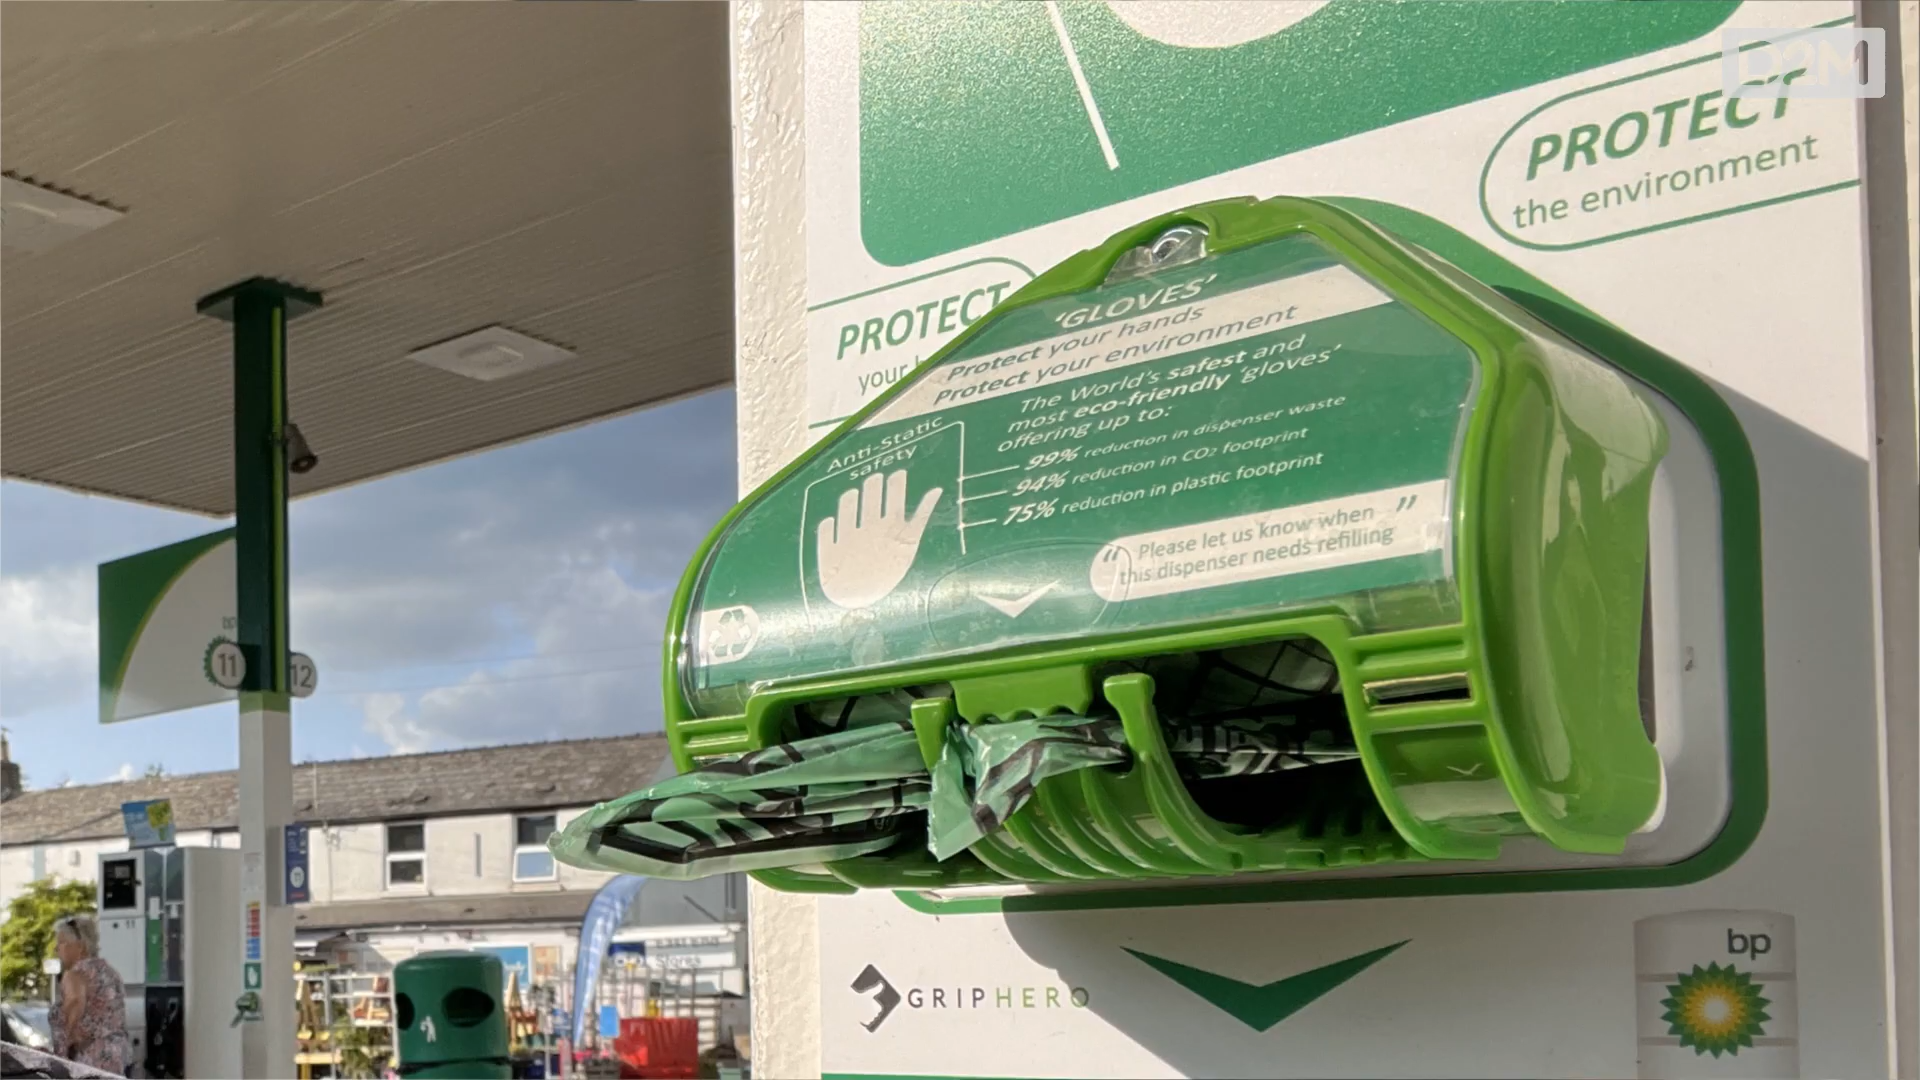 D2M
PROTECT
the environment
PROTECT
your
'GLOVES'
Protect your hands
Protect your environment
The World's safest and
most eco-friendly 'gloves'
offering up to:
99% reduction in dispenser waste
94% reduction in CO2 footprint
75% reduction in plastic footprint
Anti-Static
safety
“Please let us know when ”
this dispenser needs refilling
bp
11
12
11
GRIPHERO
bp